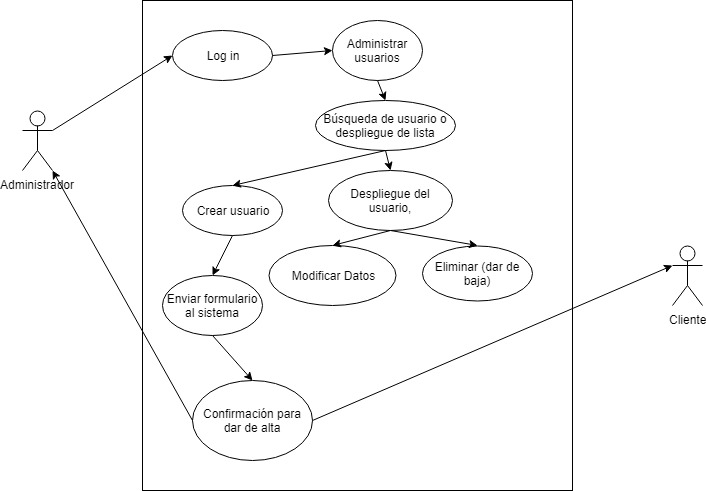 Log in
Administrar
usuarios
Búsqueda de usuario o
despliegue de lista
Administrador
Crear usuario
Despliegue del
usuario,
Modificar Datos
Eliminar (dar de
baja)
Enviar formulario
al sistema
Cliente
Confirmación para
dar de alta